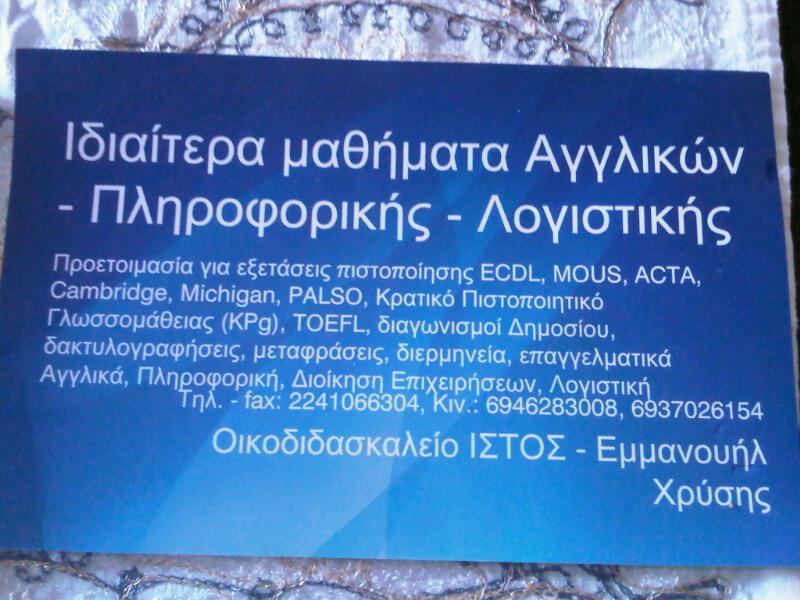 Ιδιαίτερα μαθήματα Αγγλικών
- Πληροφορικής - Λογιστικής
Προετοιμασία για εξετάσεις πιστοποίησης ECDL, MOUS, ACTA,
Cambridge, Michigan, PALSO, Κρατικό Πιστοποιητικό
Γλωσσομάθειας (KPg), TOEFL, διαγωνισμοί Δημοσίου,
δακτυλογραφήσεις, μεταφράσεις, διερμηνεία, επαγγελματικά
Αγγλικά, Πληροφορική, Διοίκηση Επιχειρήσεων, Λογιστική
Τηλ. - fax: 2241066304, Κιν.: 6946283008, 6937026154
Οικοδιδασκαλείο ΙΣΤΟΣ - Εμμανουήλ
Χρύσης